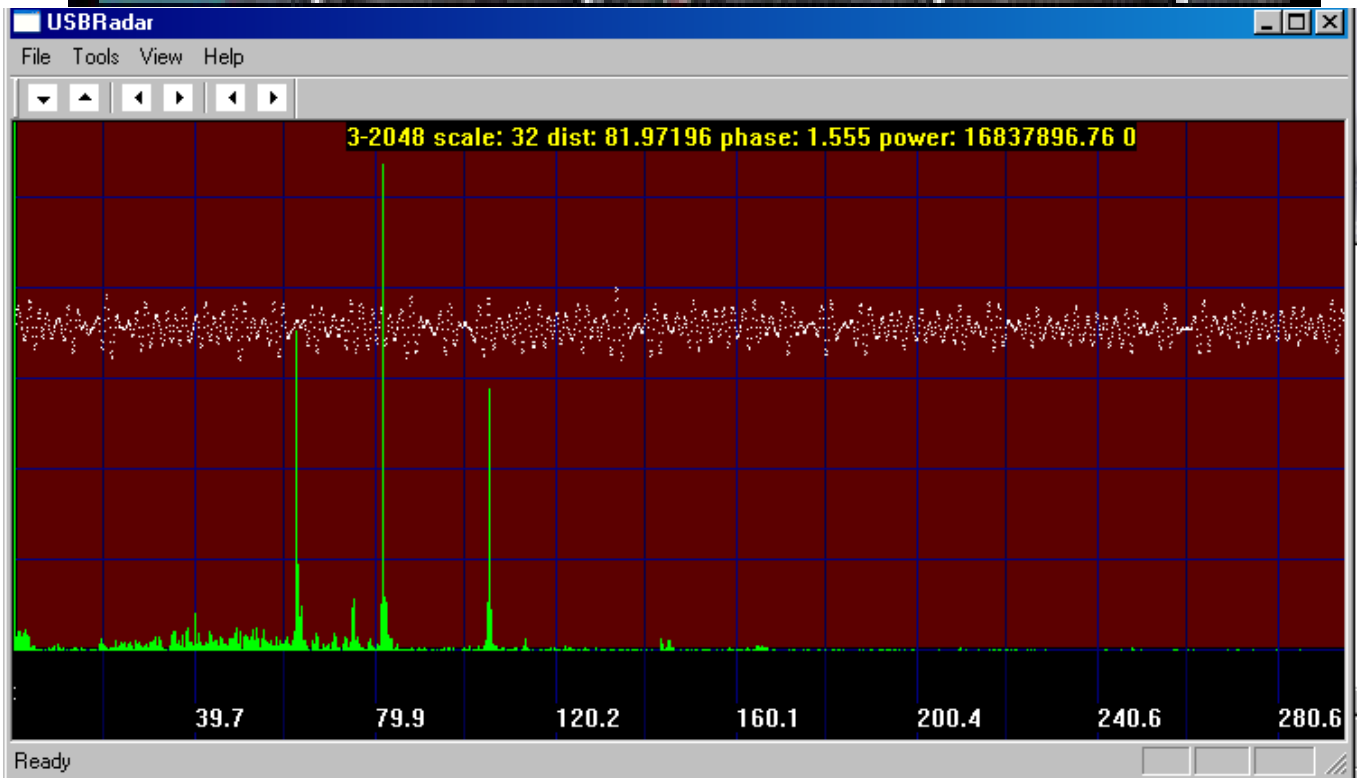 USBRadar
File Tools View Help
3-2048 scale: 32 dist: 81.97196 phase: 1.555 power: 16837896.76 0
:
39.7 79.9 120.2 160.1 200.4 240.6 280.6
Ready